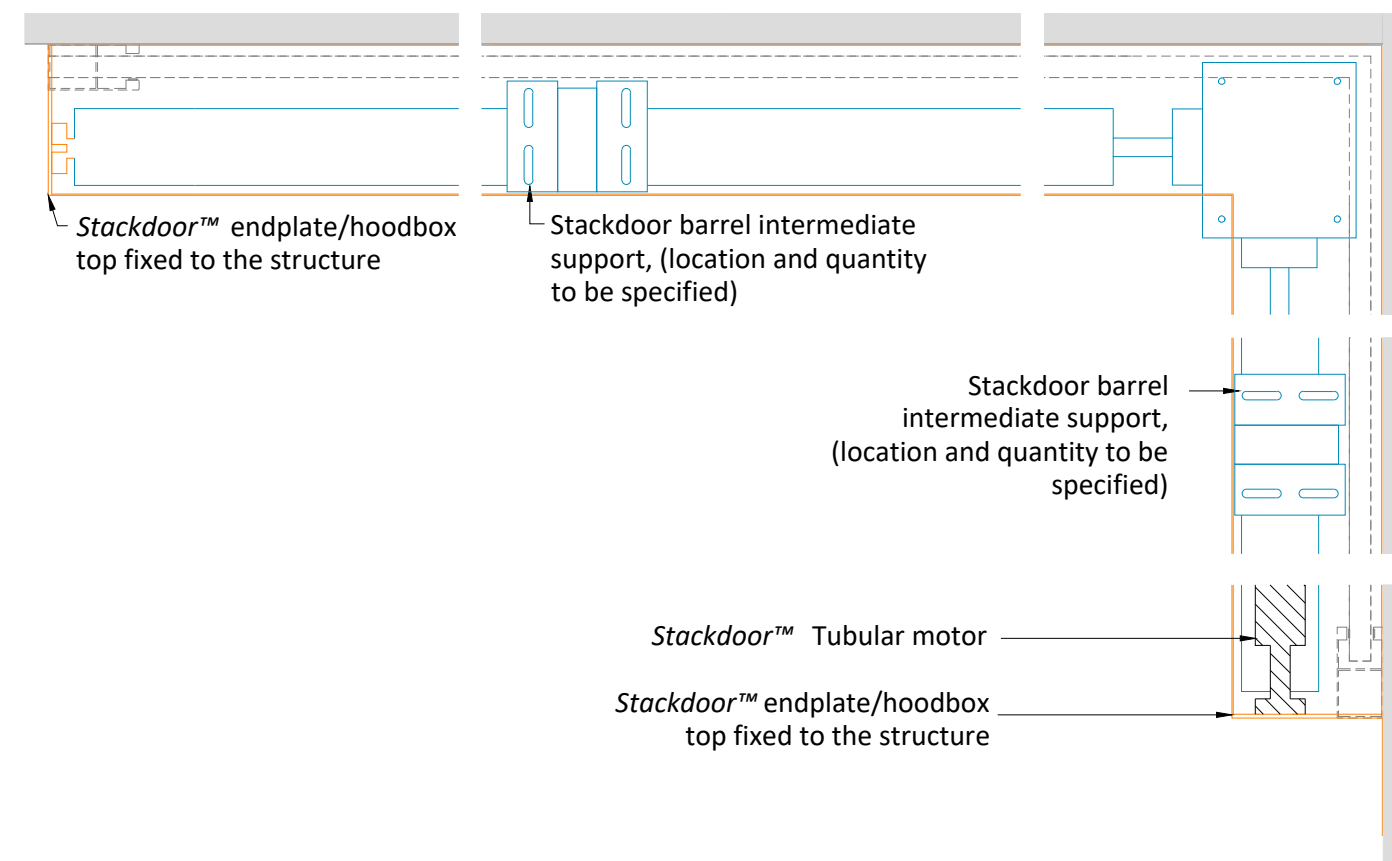 Stackdoor™ endplate/hoodbox
top fixed to the structure
Stackdoor barrel intermediate
support, (location and quantity
to be specified)
Stackdoor barrel
intermediate support,
(location and quantity to be
specified)
Stackdoor™ Tubular motor
Stackdoor™ endplate/hoodbox
top fixed to the structure